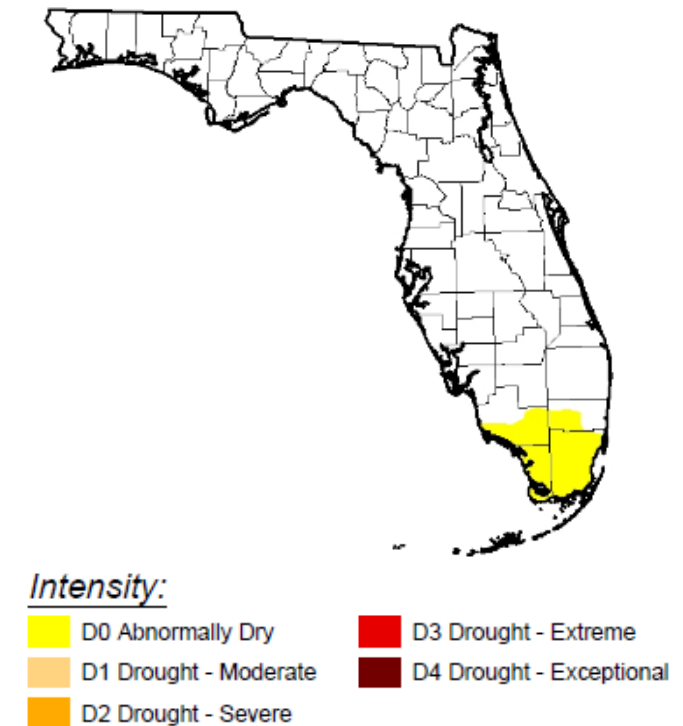 Intensity:
D0 Abnormally Dry
D1 Drought - Moderate
D2 Drought - Severe
D3 Drought - Extreme
D4 Drought - Exceptional